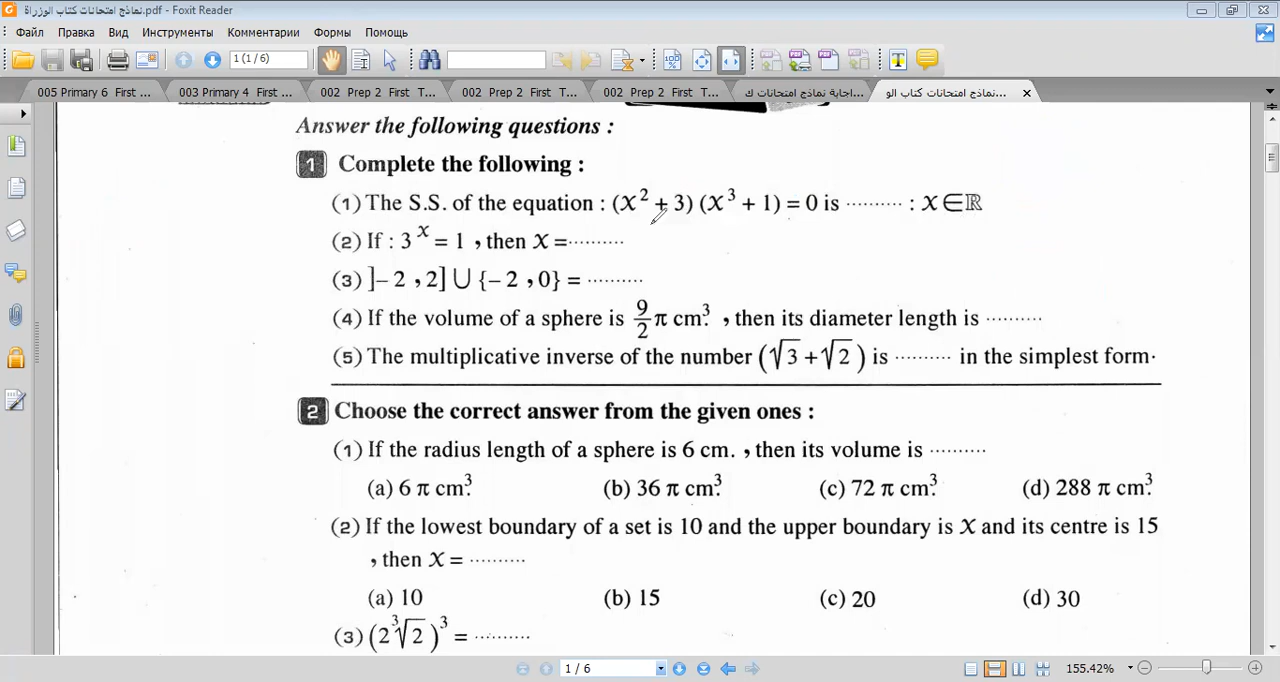 نماذج امتحانات كتاب الوزراة.pdf - Foxit Reader
Файл Правка Вид Инструменты Комментарии Формы Помощь
1 (1 / 6)
005 Primary 6 First ... 003 Primary 4 First ... 002 Prep 2 First T... 002 Prep 2 First T... 002 Prep 2 First T... اجابة نماذج امتحانات ك... نماذج امتحانات كتاب الو...
Answer the following questions :
1 Complete the following :
(1) The S.S. of the equation : (x² + 3) (x³ + 1) = 0 is .......... : x ∈ ℝ
(2) If : 3ˣ = 1 , then x = ..........
(3) ]– 2 , 2] ∪ {– 2 , 0} = ..........
(4) If the volume of a sphere is 9/2 π cm³. , then its diameter length is ..........
(5) The multiplicative inverse of the number (√3 + √2) is .......... in the simplest form.
2 Choose the correct answer from the given ones :
(1) If the radius length of a sphere is 6 cm. , then its volume is ..........
(a) 6 π cm³. (b) 36 π cm³. (c) 72 π cm³. (d) 288 π cm³.
(2) If the lowest boundary of a set is 10 and the upper boundary is x and its centre is 15
, then x = ..........
(a) 10 (b) 15 (c) 20 (d) 30
(3) (2 ∛2)³ = ..........
1 / 6 155.42%